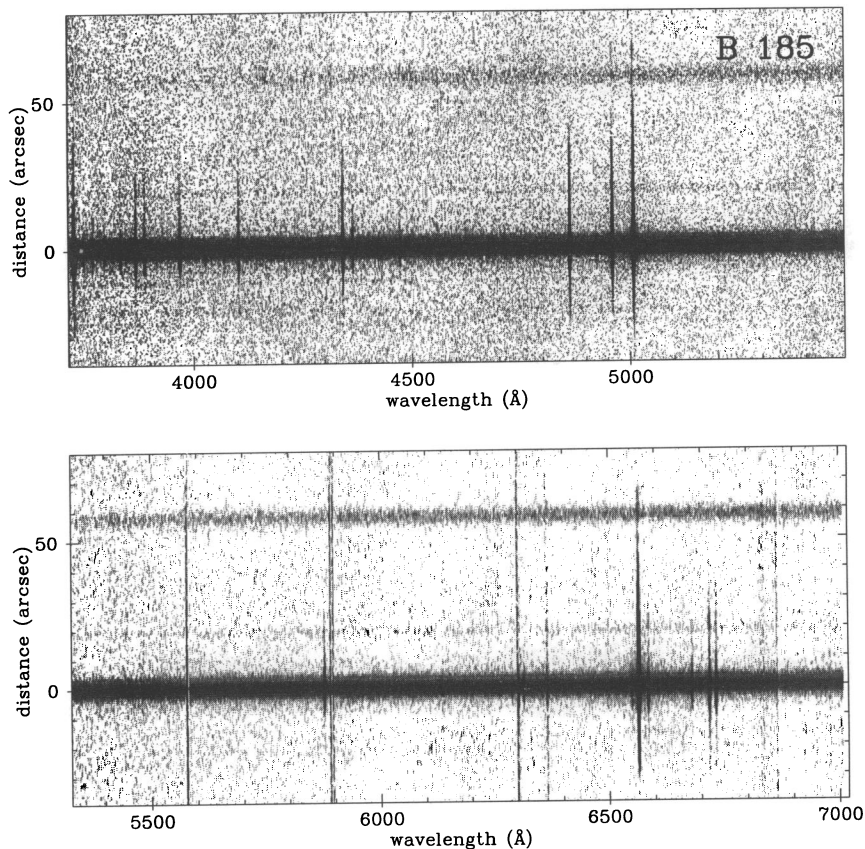 B 185
50
0
distance (arcsec)
4000 4500 5000
wavelength (Å)
50
0
distance (arcsec)
5500 6000 6500 7000
wavelength (Å)